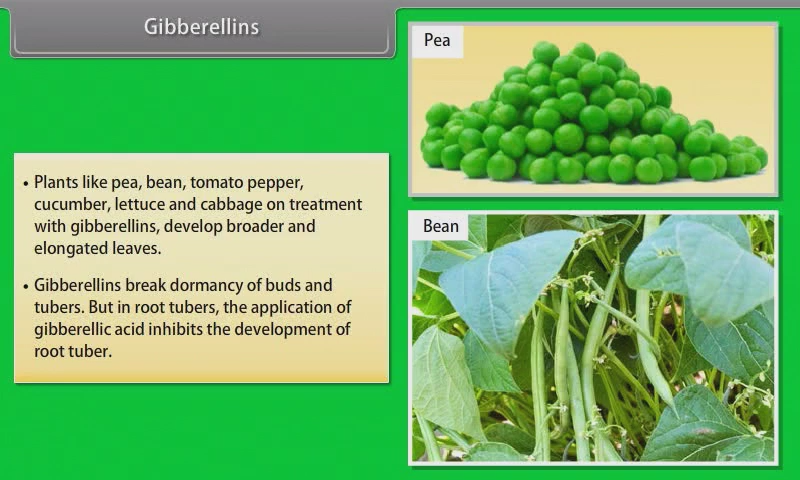 Gibberellins
Pea
• Plants like pea, bean, tomato pepper,
cucumber, lettuce and cabbage on treatment
with gibberellins, develop broader and
elongated leaves.
• Gibberellins break dormancy of buds and
tubers. But in root tubers, the application of
gibberellic acid inhibits the development of
root tuber.
Bean